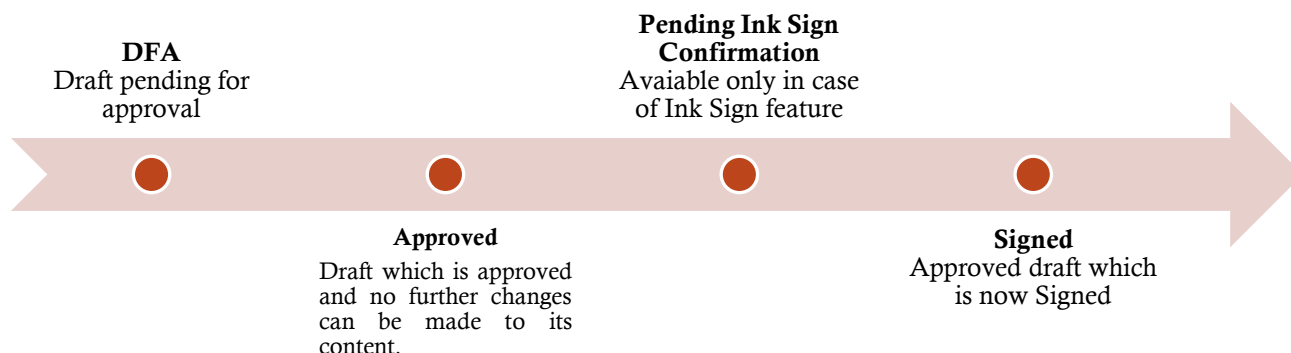 DFA
Draft pending for
approval
Approved
Draft which is approved
and no further changes
can be made to its
content.
Pending Ink Sign
Confirmation
Avaiable only in case
of Ink Sign feature
Signed
Approved draft which
is now Signed